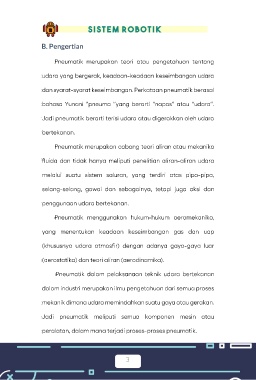 SISTEM ROBOTIK
B. Pengertian
Pneumatik merupakan teori atau pengetahuan tentang
udara yang bergerak, keadaan-keadaan keseimbangan udara
dan syarat-syarat keseimbangan. Perkataan pneumatik berasal
bahasa Yunani "pneuma "yang berarti "napas" atau "udara".
Jadi pneumatik berarti terisi udara atau digerakkan oleh udara
bertekanan.
Pneumatik merupakan cabang teori aliran atau mekanika
fluida dan tidak hanya meliputi penelitian aliran-aliran udara
melalui suatu sistem saluran, yang terdiri atas pipa-pipa,
selang-selang, gawai dan sebagainya, tetapi juga aksi dan
penggunaan udara bertekanan.
Pneumatik menggunakan hukum-hukum aeromekanika,
yang menentukan keadaan keseimbangan gas dan uap
(khususnya udara atmosfir) dengan adanya gaya-gaya luar
(aerostatika) dan teori aliran (aerodinamika).
Pneumatik dalam pelaksanaan teknik udara bertekanan
dalam industri merupakan ilmu pengetahuan dari semua proses
mekanik dimana udara memindahkan suatu gaya atau gerakan.
Jadi pneumatik meliputi semua komponen mesin atau
peralatan, dalam mana terjadi proses-proses pneumatik.
3